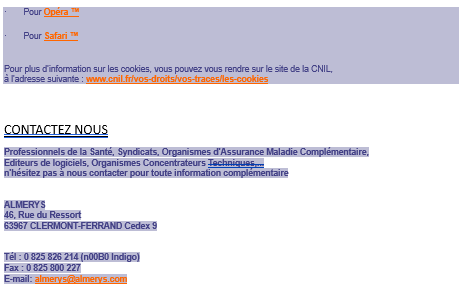 · Pour Opéra ™
· Pour Safari ™
Pour plus d'information sur les cookies, vous pouvez vous rendre sur le site de la CNIL,
à l'adresse suivante : www.cnil.fr/vos-droits/vos-traces/les-cookies
CONTACTEZ NOUS
Professionnels de la Santé, Syndicats, Organismes d'Assurance Maladie Complémentaire,
Editeurs de logiciels, Organismes Concentrateurs Techniques,...
n'hésitez pas à nous contacter pour toute information complémentaire
ALMERYS
46, Rue du Ressort
63967 CLERMONT-FERRAND Cedex 9
Tél : 0 825 826 214 (n00B0 Indigo)
Fax : 0 825 800 227
E-mail: almerys@almerys.com